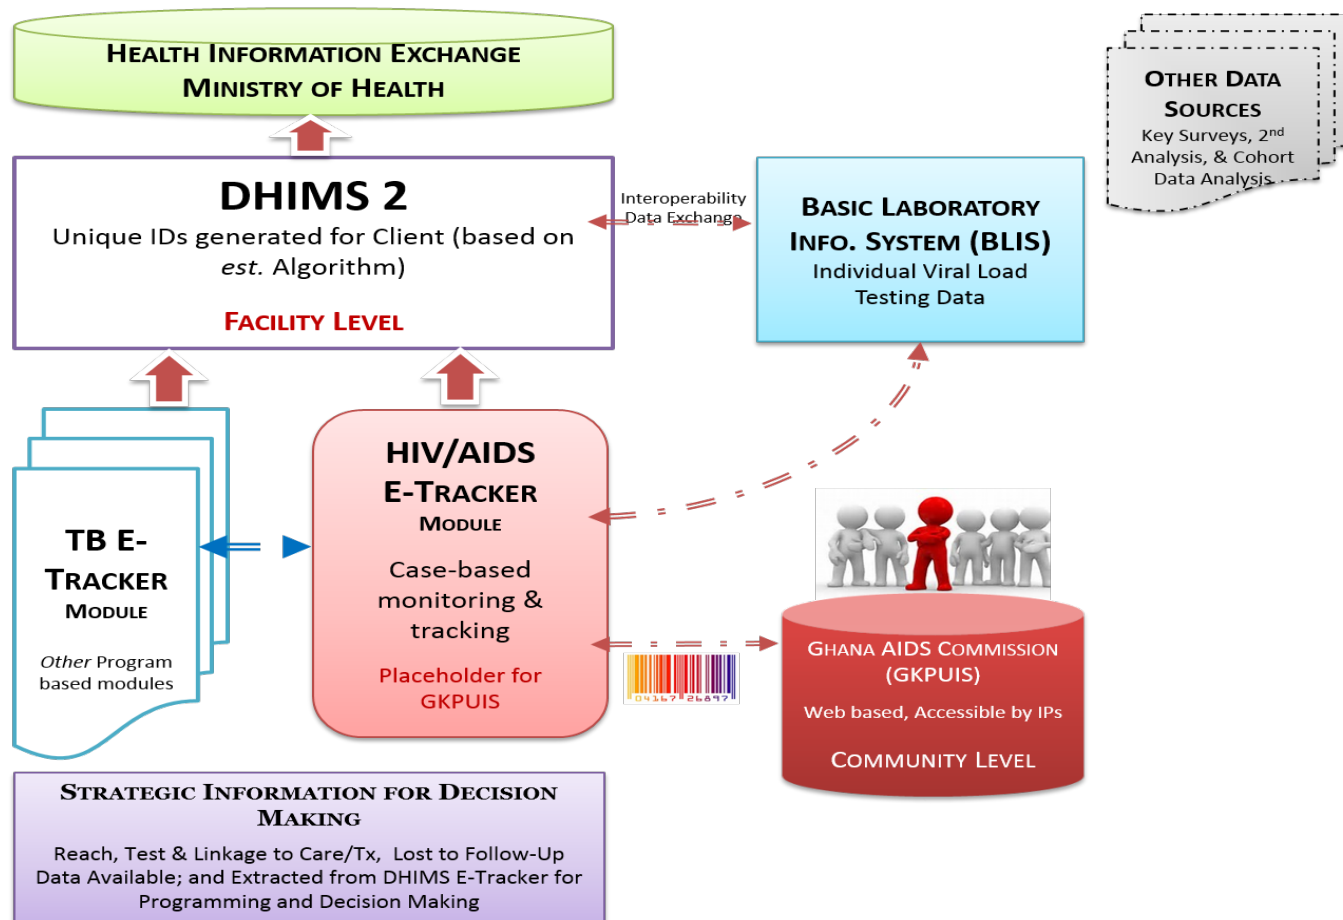 HEALTH INFORMATION EXCHANGE
MINISTRY OF HEALTH
OTHER DATA
SOURCES
Key Surveys, 2nd
Analysis, & Cohort
Data Analysis
DHIMS 2
Unique IDs generated for Client (based on
est. Algorithm)
FACILITY LEVEL
Interoperability
Data Exchange
BASIC LABORATORY
INFO. SYSTEM (BLIS)
Individual Viral Load
Testing Data
TB E-
TRACKER
MODULE
Other Program
based modules
HIV/AIDS
E-TRACKER
MODULE
Case-based
monitoring &
tracking
Placeholder for
GKPUIS
04167 26897
GHANA AIDS COMMISSION
(GKPUIS)
Web based, Accessible by IPs
COMMUNITY LEVEL
STRATEGIC INFORMATION FOR DECISION
MAKING
Reach, Test & Linkage to Care/Tx, Lost to Follow-Up
Data Available; and Extracted from DHIMS E-Tracker for
Programming and Decision Making